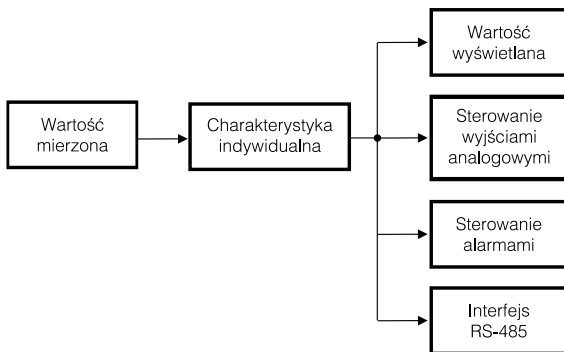 Wartość
mierzona
Charakterystyka
indywidualna
Wartość
wyświetlana
Sterowanie
wyjściami
analogowymi
Sterowanie
alarmami
Interfejs
RS-485